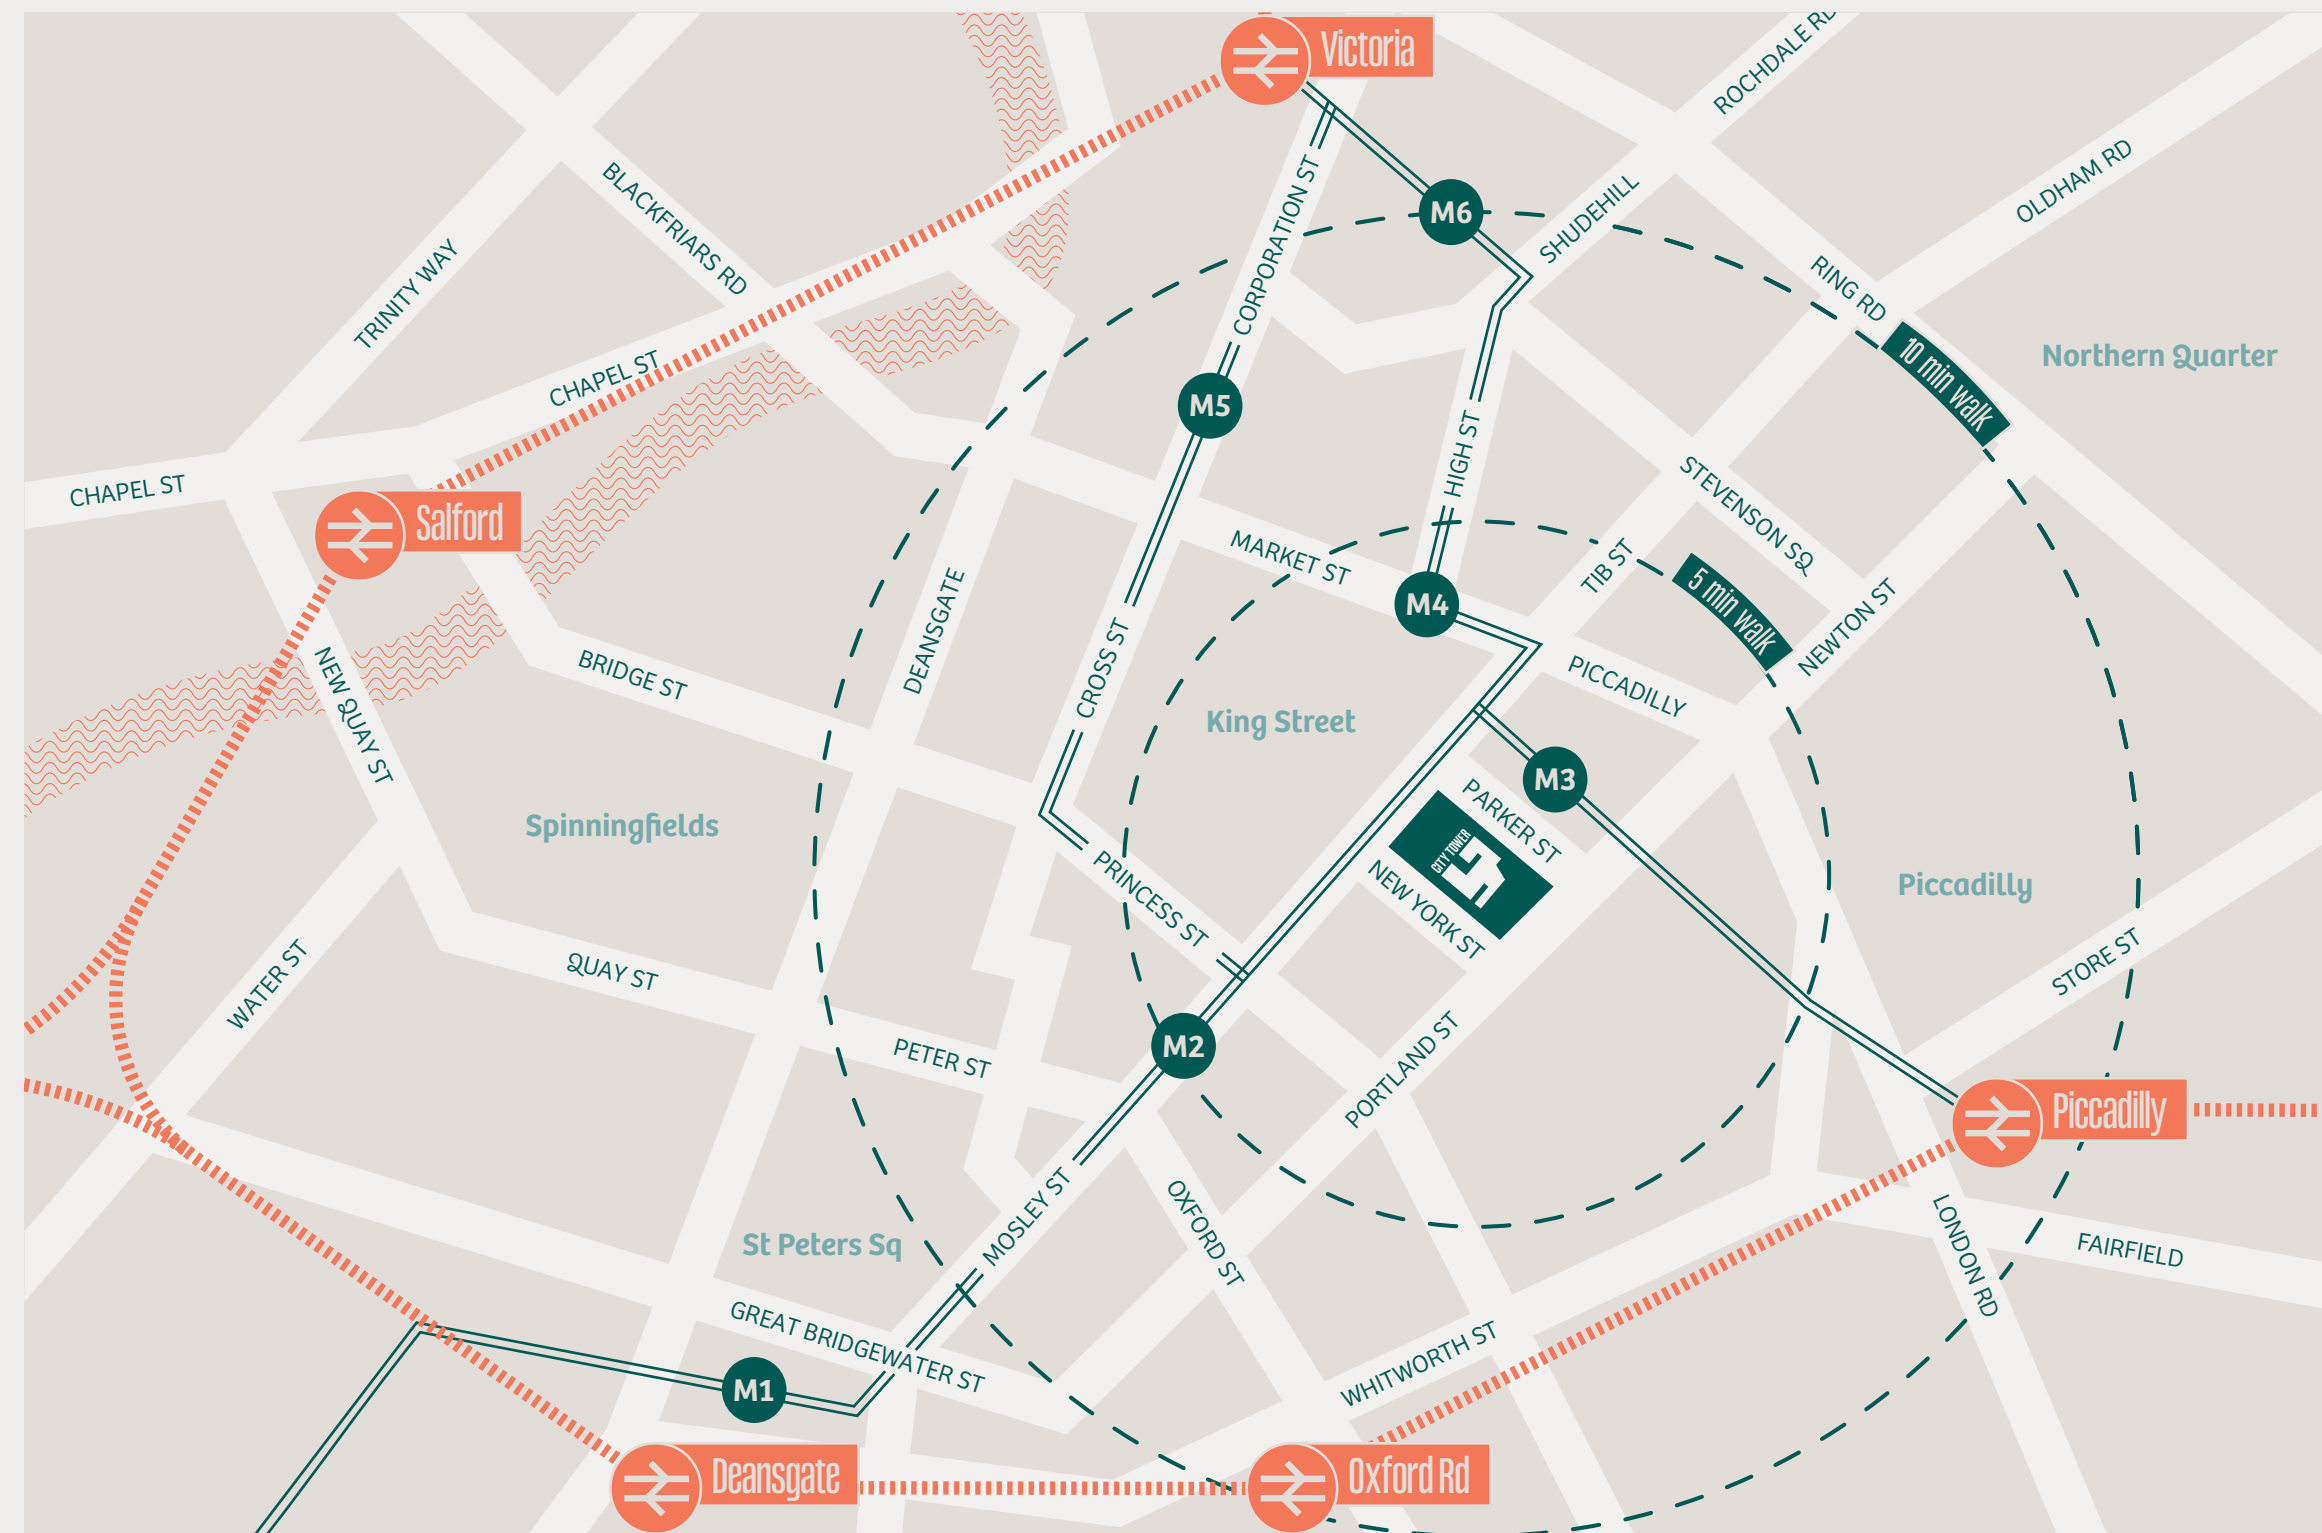 Victoria
ROCHDALE RD
OLDHAM RD
BLACKFRIARS RD
CORPORATION ST
M6
SHUDEHILL
TRINITY WAY
RING RD
10 min walk
Northern Quarter
CHAPEL ST
M5
HIGH ST
STEVENSON SQ
CHAPEL ST
Salford
MARKET ST
TIB ST
5 min walk
NEWTON ST
DEANSGATE
M4
CROSS ST
BRIDGE ST
NEW QUAY ST
PICCADILLY
King Street
M3
PARKER ST
Spinningfields
CITY TOWER
PRINCESS ST
NEW YORK ST
Piccadilly
WATER ST
QUAY ST
STORE ST
PETER ST
M2
PORTLAND ST
Piccadilly
St Peters Sq
MOSLEY ST
OXFORD ST
LONDON RD
FAIRFIELD
GREAT BRIDGEWATER ST
WHITWORTH ST
M1
Deansgate
Oxford Rd